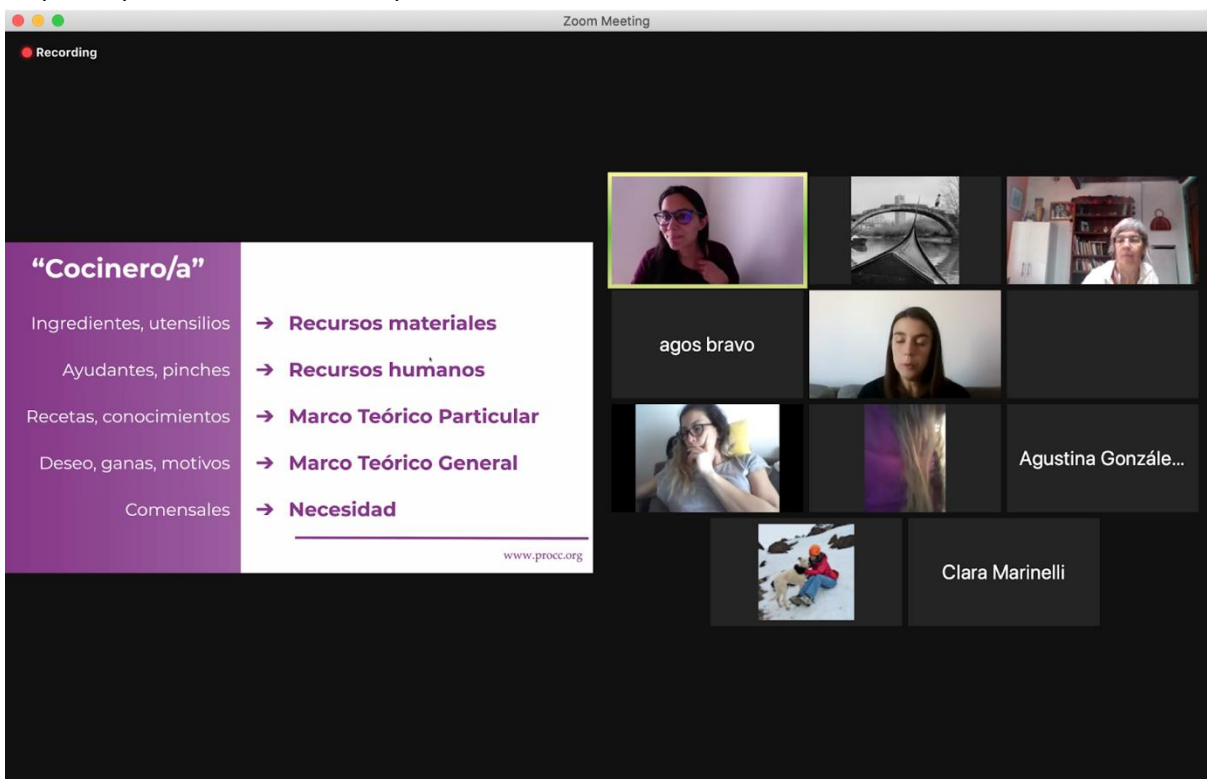 Zoom Meeting
Recording
“Cocinero/a”
Ingredientes, utensilios → Recursos materiales
Ayudantes, pinches → Recursos humanos
Recetas, conocimientos → Marco Teórico Particular
Deseo, ganas, motivos → Marco Teórico General
Comensales → Necesidad
www.procc.org
agos bravo
Agustina Gonzále...
Clara Marinelli